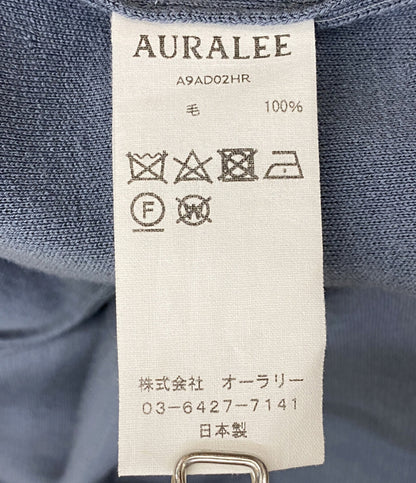 AURALEE
A9AD02HR
毛 100%
F
W
株式会社 オーラリー
03-6427-7141
日本製